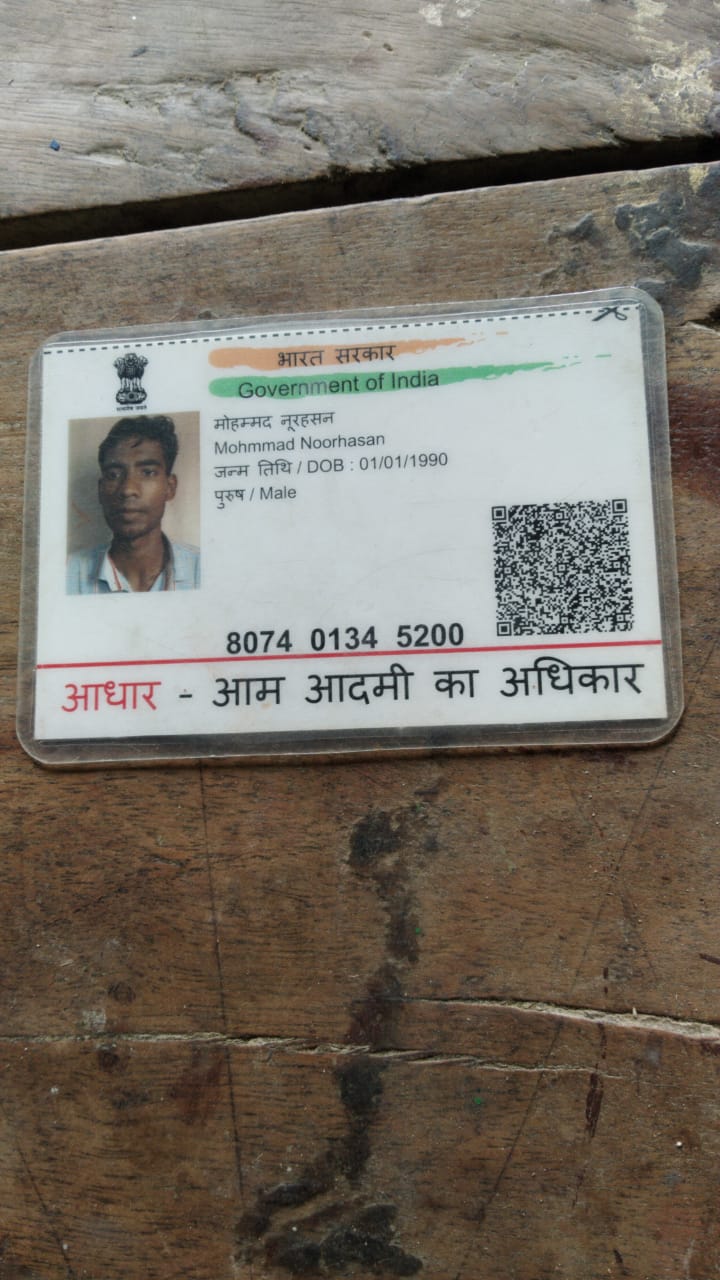 भारत सरकार
Government of India
मोहम्मद नूरहसन
Mohmmad Noorhasan
जन्म तिथि / DOB : 01/01/1990
पुरुष / Male
8074 0134 5200
आधार - आम आदमी का अधिकार